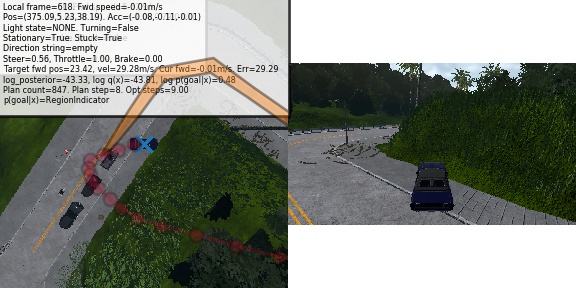 Local frame=618. Fwd speed=-0.01m/s
Pos=(375.09,5.23,38.19). Acc=(-0.08,-0.11,-0.01)
Light state=NONE. Turning=False
Stationary=True. Stuck=True
Direction string=empty
Steer=0.56, Throttle=1.00, Brake=0.00
Target fwd pos=23.42, vel=29.28m/s, Cur fwd=-0.01m/s, Err=29.29
log_posterior=-43.33, log q(x)=-43.81, log p(goal|x)=0.48
Plan count=847. Plan step=8. Opt steps=9.00
p(goal|x)=RegionIndicator